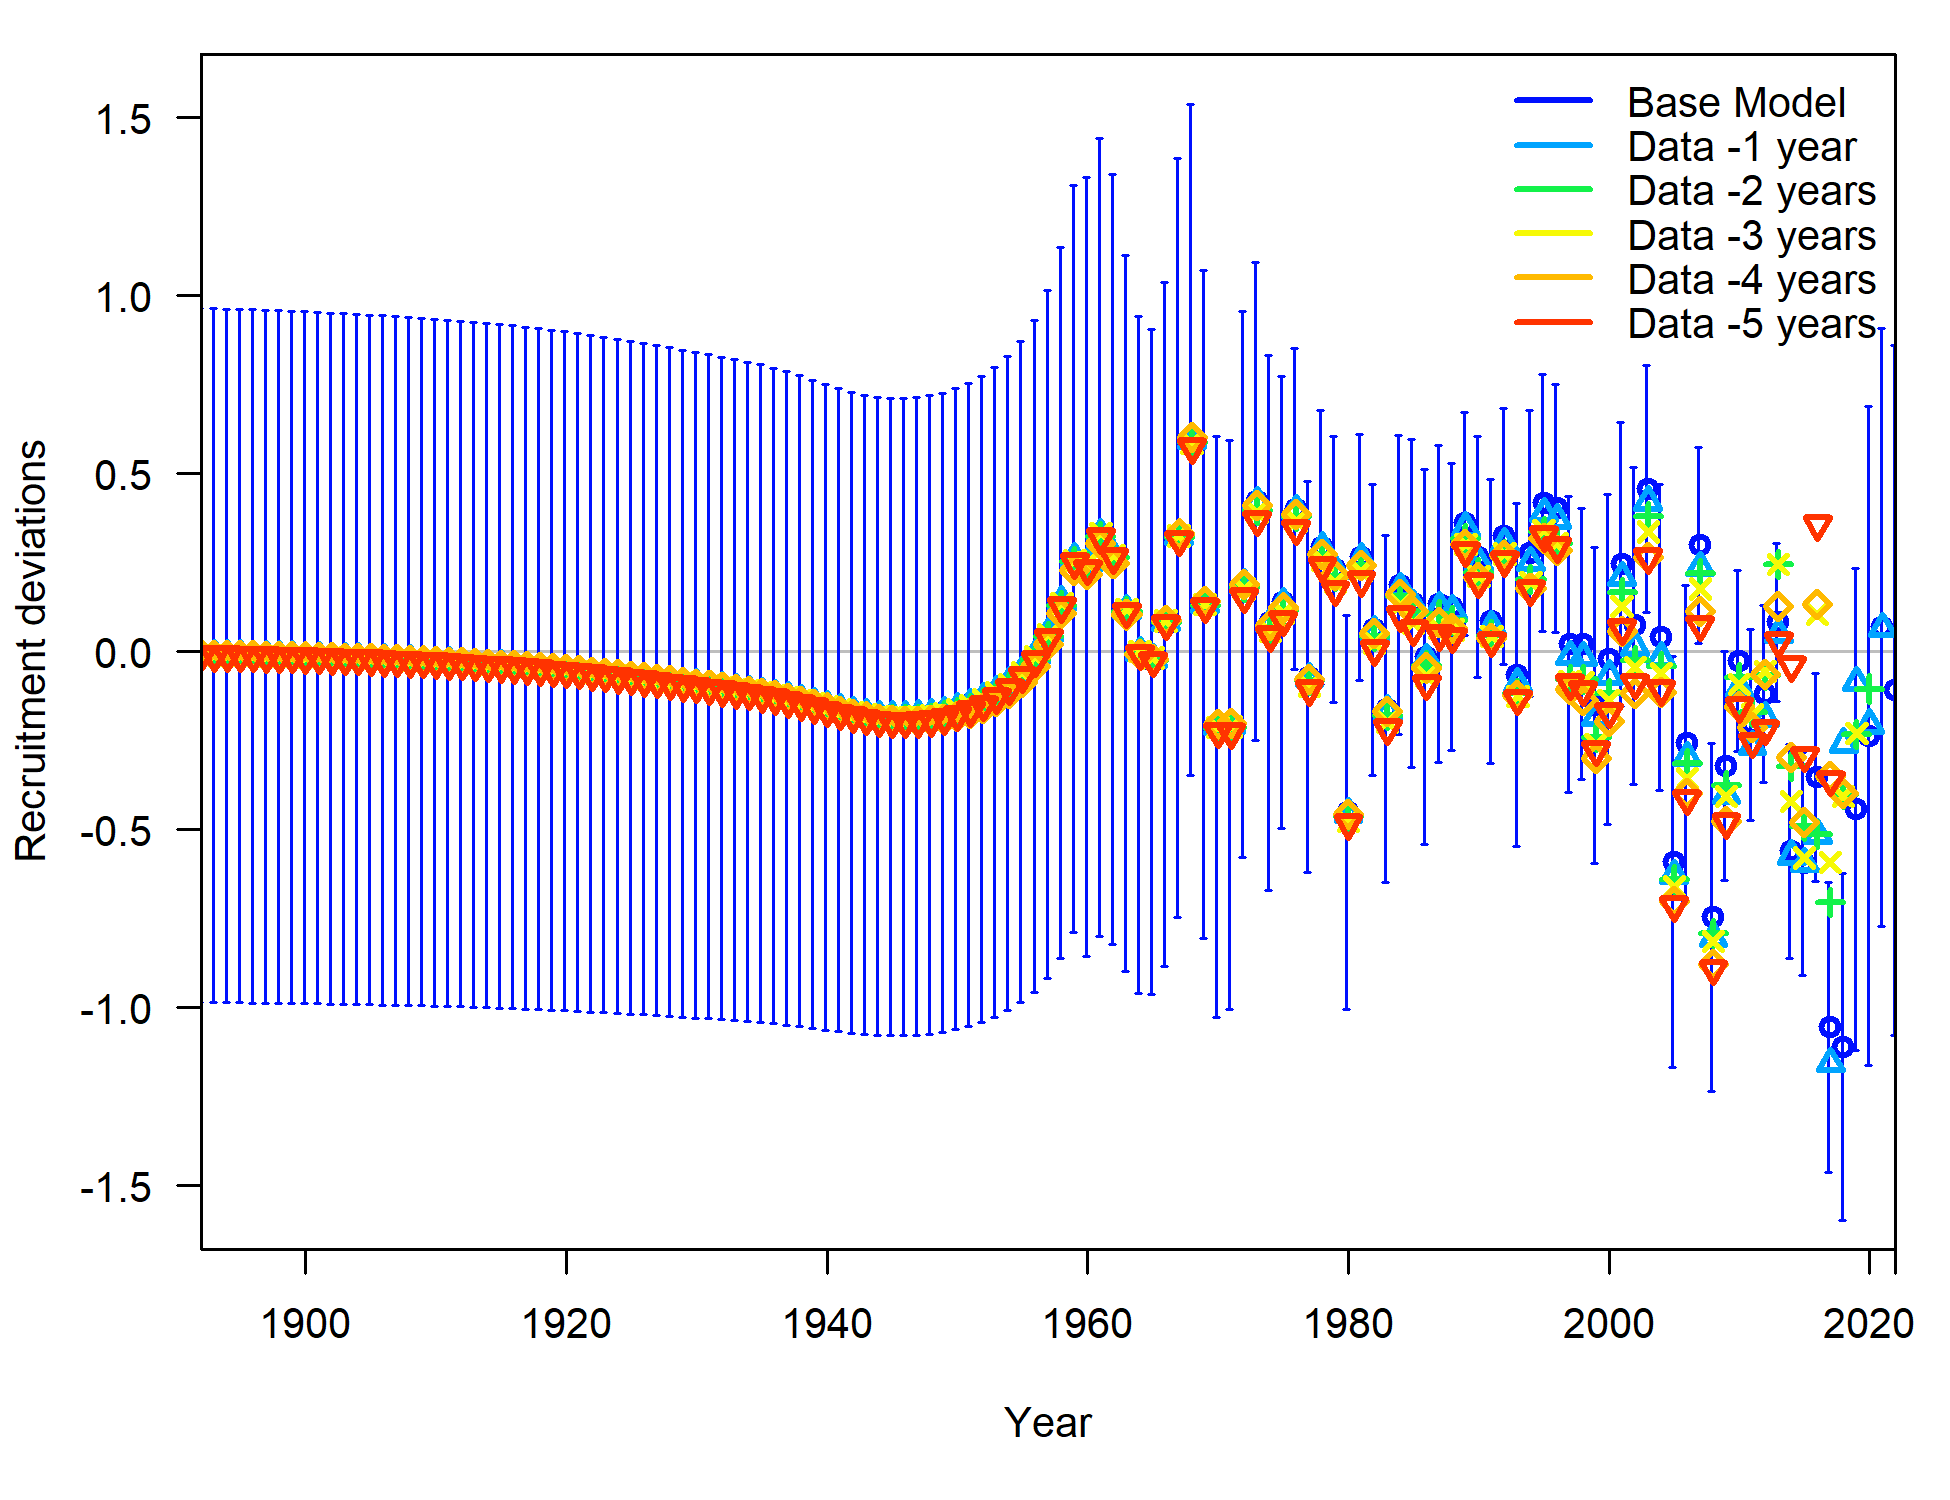 Base Model
Data -1 year
Data -2 years
Data -3 years
Data -4 years
Data -5 years
Recruitment deviations
1.5
1.0
0.5
0.0
-0.5
-1.0
-1.5
1900 1920 1940 1960 1980 2000 2020
Year